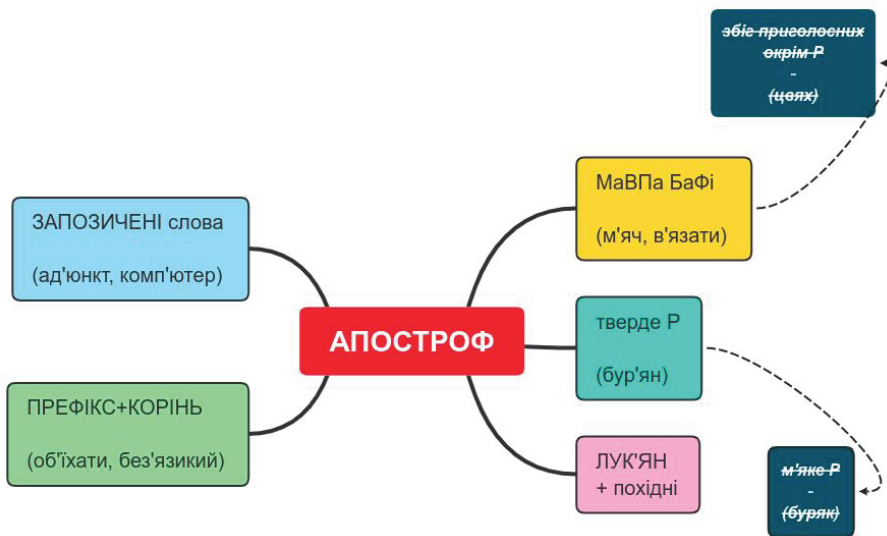 збіг приголосних
окрім Р
-
(цвях)
МаВПа БаФі
(м'яч, в'язати)
ЗАПОЗИЧЕНІ слова
(ад'юнкт, комп'ютер)
АПОСТРОФ
тверде Р
(бур'ян)
ПРЕФІКС+КОРІНЬ
(об'їхати, без'язикий)
ЛУК'ЯН
+ похідні
м'яке Р
-
(буряк)